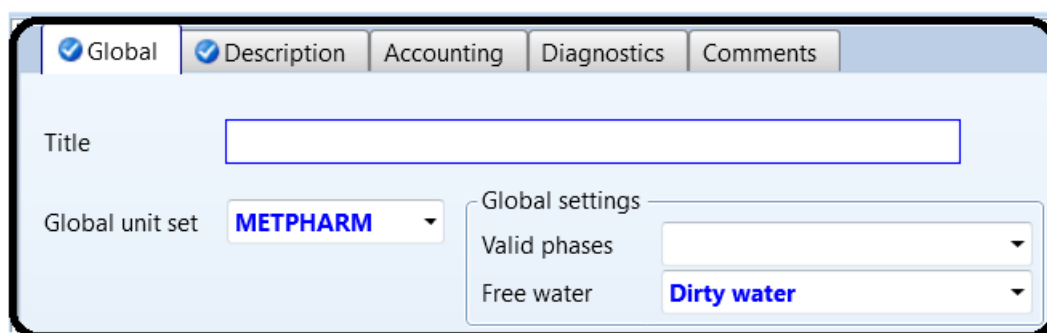 Global Description Accounting Diagnostics Comments
Title
Global unit set METPHARM
Global settings
Valid phases
Free water Dirty water